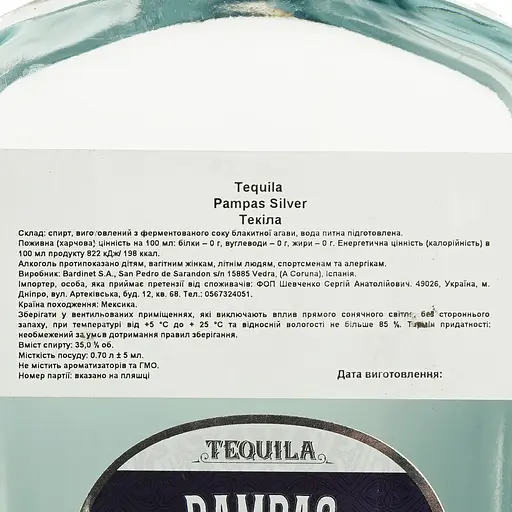 Tequila
Pampas Silver
Текіла
Склад: спирт, виготовлений з ферментованого соку блакитної агави, вода питна підготовлена.
Поживна (харчова) цінність на 100 мл: білки – 0 г, вуглеводи – 0 г, жири – 0 г. Енергетична цінність (калорійність) в
100 мл продукту 822 кДж/ 198 ккал.
Алкоголь протипоказано дітям, вагітним жінкам, літнім людям, спортсменам та алергікам.
Виробник: Bardinet S.A., San Pedro de Sarandon s/n 15885 Vedra, (A Coruna), Іспанія.
Імпортер, особа, яка приймає претензії від споживачів: ФОП Шевченко Сергій Анатолійович. 49026, Україна, м.
Дніпро, вул. Артеківська, буд. 12, кв. 68. Тел.: 0567324051.
Країна походження: Мексика.
Зберігати у вентильованих приміщеннях, які виключають вплив прямого сонячного світла, без стороннього
запаху, при температурі від +5 °С до + 25 °С та відносній вологості не більше 85 %. Термін придатності:
необмежений за умов дотримання правил зберігання.
Вміст спирту: 35,0 % об.
Місткість посуду: 0.70 л ± 5 мл.
Не містить ароматизаторів та ГМО.
Номер партії: вказано на пляшці
Дата виготовлення:
TEQUILA
PAMPAS